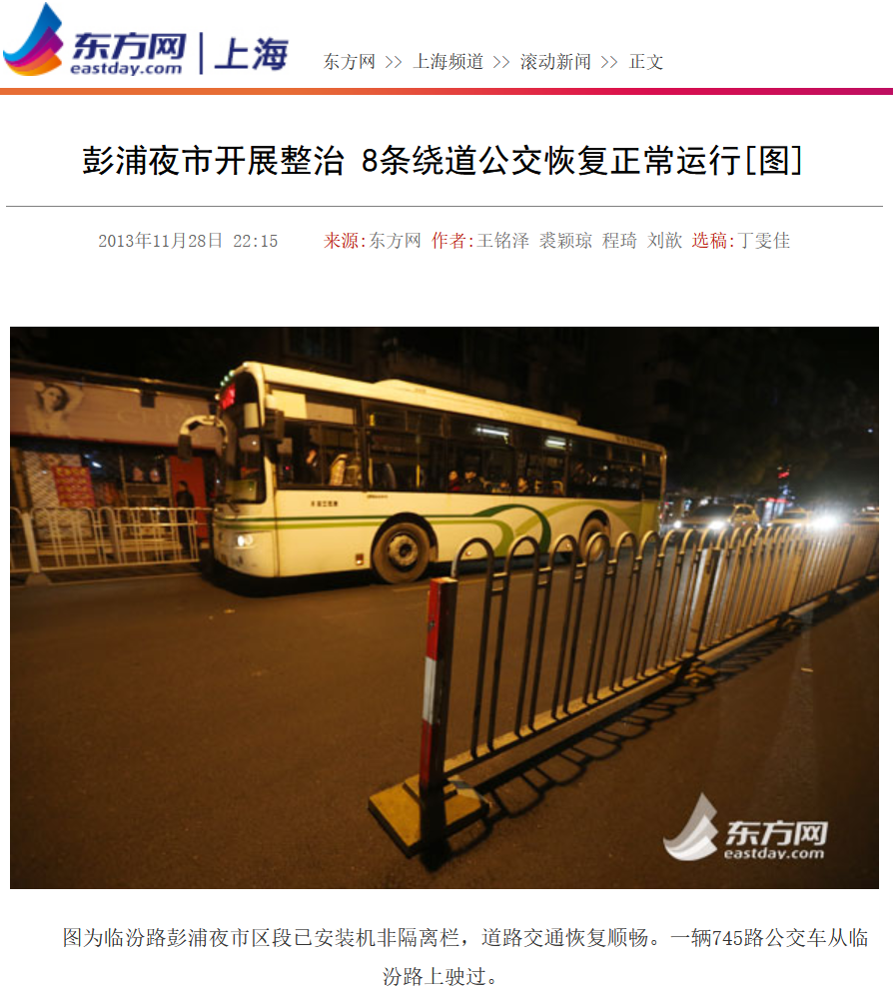 东方网 上海
eastday.com
东方网 >> 上海频道 >> 滚动新闻 >> 正文
彭浦夜市开展整治 8条绕道公交恢复正常运行[图]
2013年11月28日 22:15 来源:东方网 作者:王铭泽 裘颖琼 程琦 刘歆 选稿:丁雯佳
东方网
eastday.com
图为临汾路彭浦夜市区段已安装机非隔离栏，道路交通恢复顺畅。一辆745路公交车从临
汾路上驶过。